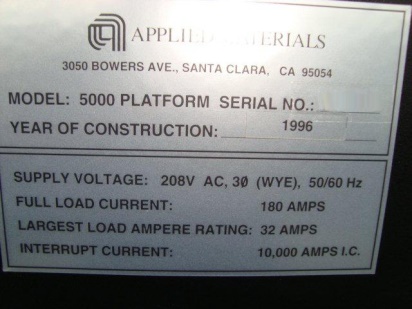 APPLIED MATERIALS
3050 BOWERS AVE., SANTA CLARA, CA 95054
MODEL: 5000 PLATFORM SERIAL NO.:
YEAR OF CONSTRUCTION: 1996
SUPPLY VOLTAGE: 208V AC, 3Ø (WYE), 50/60 Hz
FULL LOAD CURRENT: 180 AMPS
LARGEST LOAD AMPERE RATING: 32 AMPS
INTERRUPT CURRENT: 10,000 AMPS I.C.